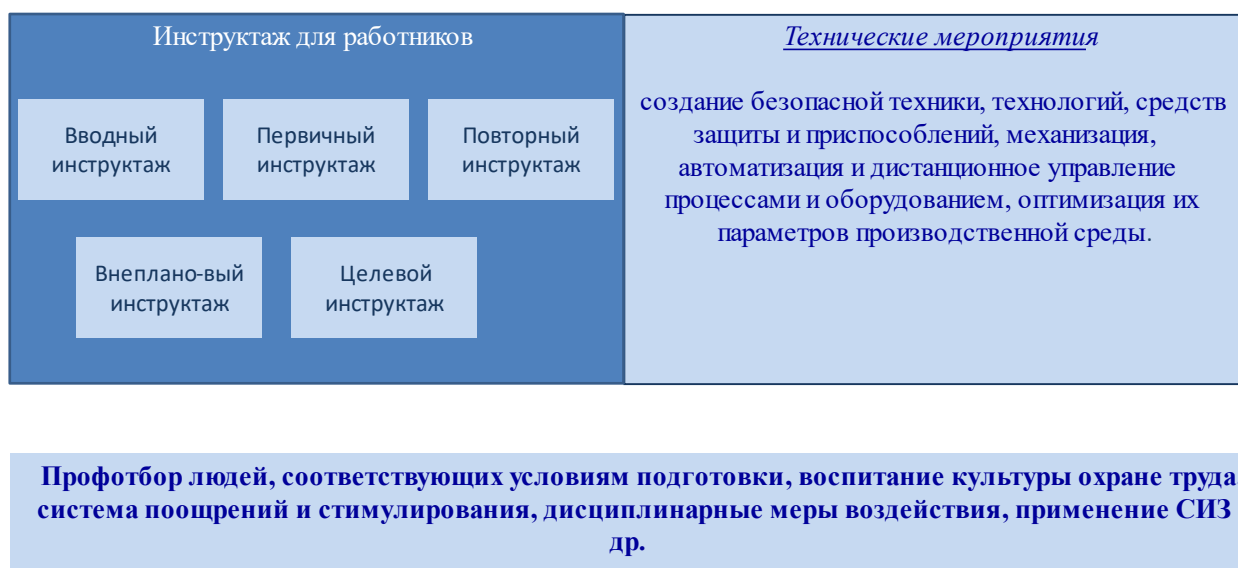 Инструктаж для работников
Вводный
инструктаж
Первичный
инструктаж
Повторный
инструктаж
Внеплано-вый
инструктаж
Целевой
инструктаж
Технические мероприятия
создание безопасной техники, технологий, средств
защиты и приспособлений, механизация,
автоматизация и дистанционное управление
процессами и оборудованием, оптимизация их
параметров производственной среды.
Профотбор людей, соответствующих условиям подготовки, воспитание культуры охране труда
система поощрений и стимулирования, дисциплинарные меры воздействия, применение СИЗ
др.